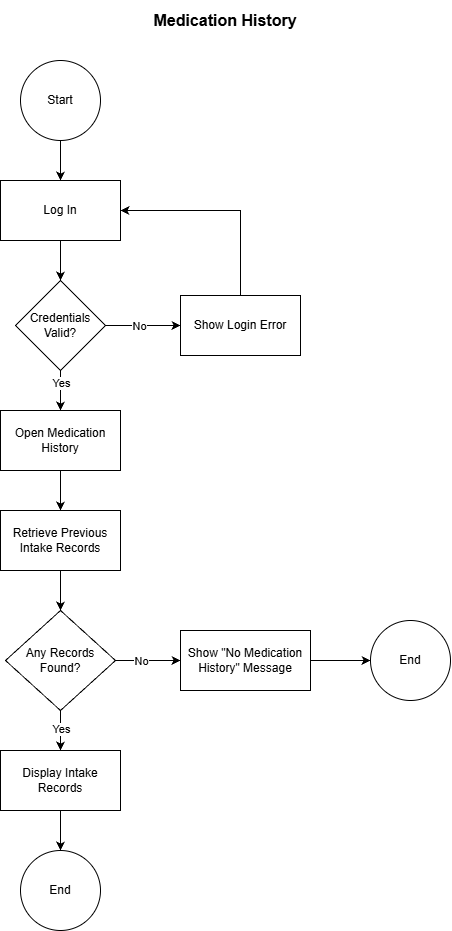 Medication History
Start
Log In
Credentials
Valid?
No
Show Login Error
Yes
Open Medication
History
Retrieve Previous
Intake Records
Any Records
Found?
No
Show "No Medication
History" Message
End
Yes
Display Intake
Records
End